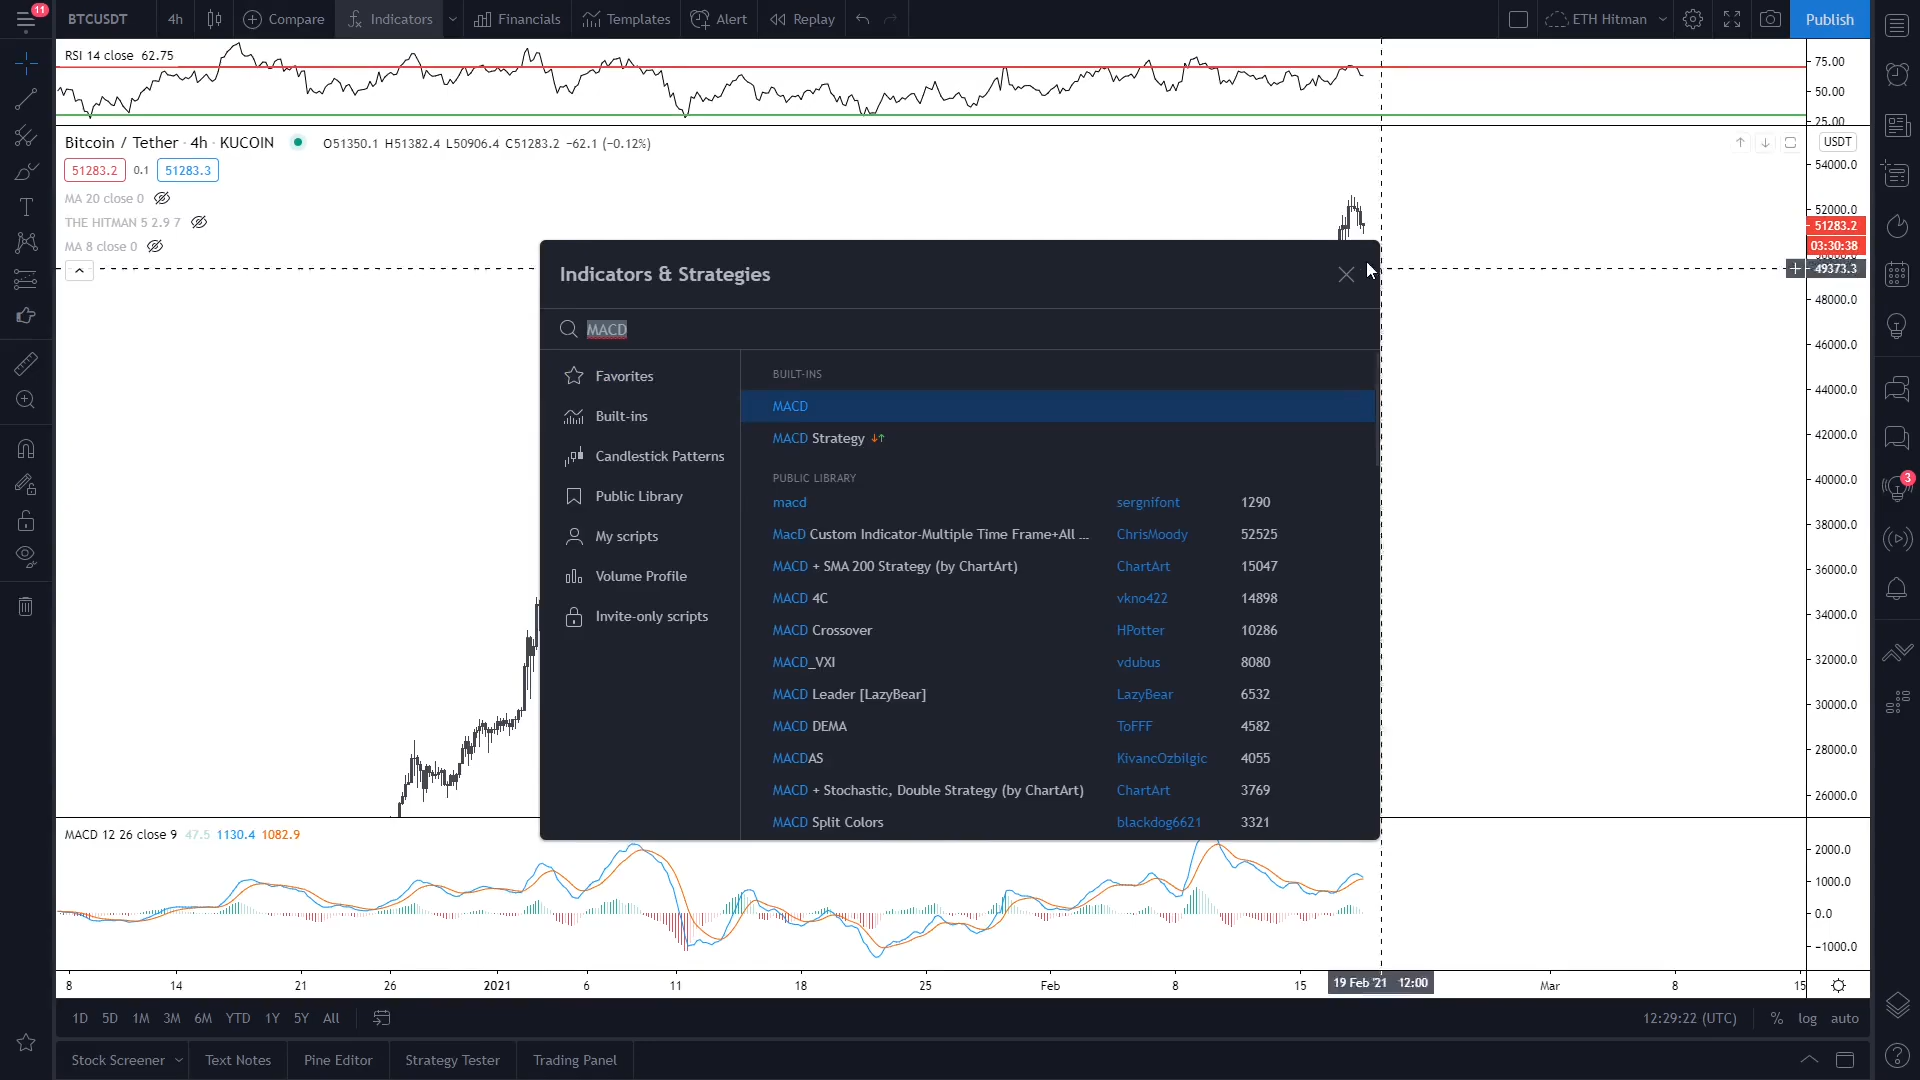 11
BTCUSDT
4h
Compare
Indicators
Financials
Templates
Alert
Replay
ETH Hitman
Publish
RSI 14 close 62.75
75.00
50.00
25.00
Bitcoin / Tether · 4h · KUCOIN
O51350.1 H51382.4 L50906.4 C51283.2 −62.1 (−0.12%)
USDT
51283.2 0.1 51283.3
MA 20 close 0
THE HITMAN 5 2.9 7
MA 8 close 0
54000.0
52000.0
51283.2
03:30:38
49373.3
48000.0
46000.0
44000.0
42000.0
40000.0
38000.0
36000.0
34000.0
32000.0
30000.0
28000.0
26000.0
Indicators & Strategies
MACD
Favorites
Built-ins
Candlestick Patterns
Public Library
My scripts
Volume Profile
Invite-only scripts
BUILT-INS
MACD
MACD Strategy
PUBLIC LIBRARY
macd sergnifont 1290
MacD Custom Indicator-Multiple Time Frame+All ... ChrisMoody 52525
MACD + SMA 200 Strategy (by ChartArt) ChartArt 15047
MACD 4C vkno422 14898
MACD Crossover HPotter 10286
MACD_VXI vdubus 8080
MACD Leader [LazyBear] LazyBear 6532
MACD DEMA ToFFF 4582
MACDAS KivancOzbilgic 4055
MACD + Stochastic, Double Strategy (by ChartArt) ChartArt 3769
MACD Split Colors blackdog6621 3321
3
MACD 12 26 close 9 47.5 1130.4 1082.9
2000.0
1000.0
0.0
−1000.0
8 14 21 26 2021 6 11 18 25 Feb 8 15 19 Feb '21 12:00 Mar 8 15
1D 5D 1M 3M 6M YTD 1Y 5Y All
12:29:22 (UTC) % log auto
Stock Screener Text Notes Pine Editor Strategy Tester Trading Panel